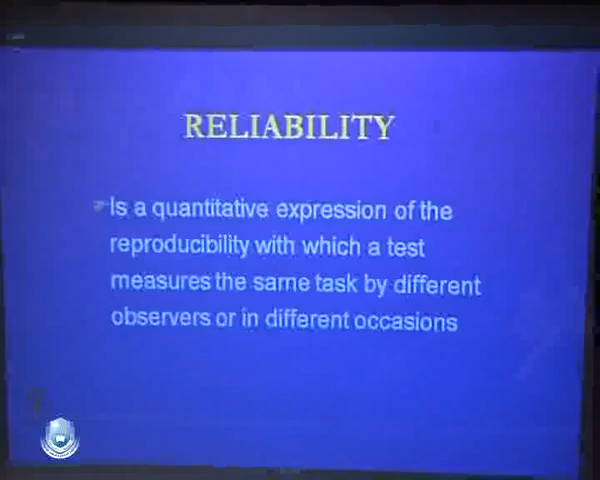 RELIABILITY
Is a quantitative expression of the
reproducibility with which a test
measures the same task by different
observers or in different occasions